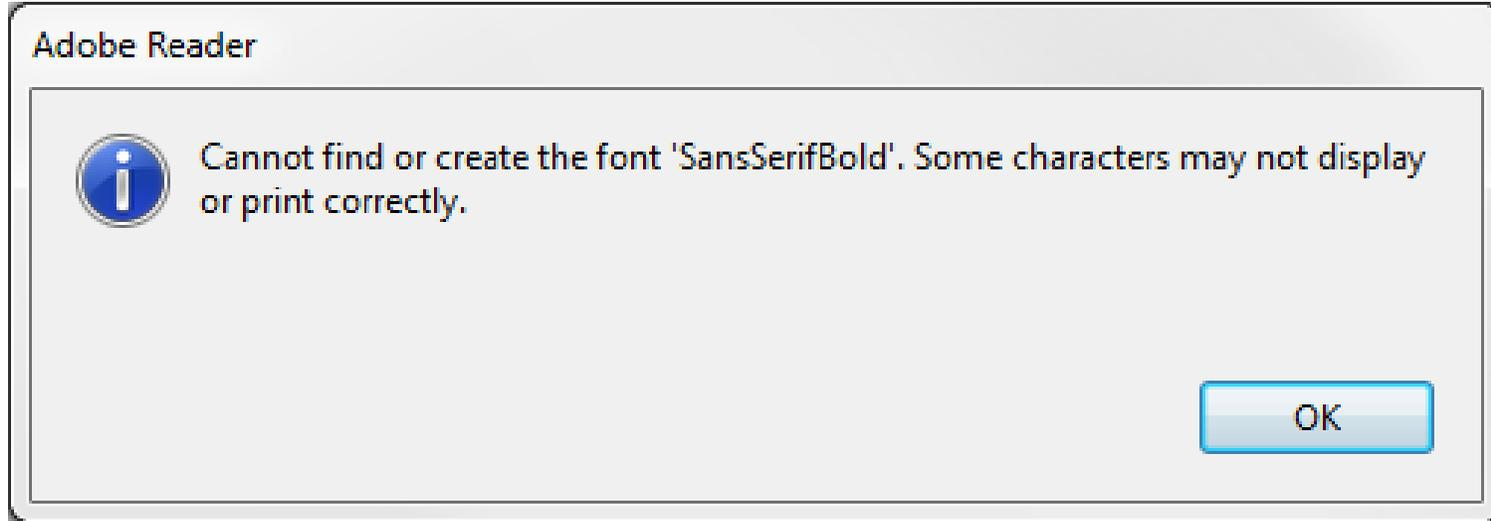 Adobe Reader
Cannot find or create the font 'SansSerifBold'. Some characters may not display
or print correctly.
OK